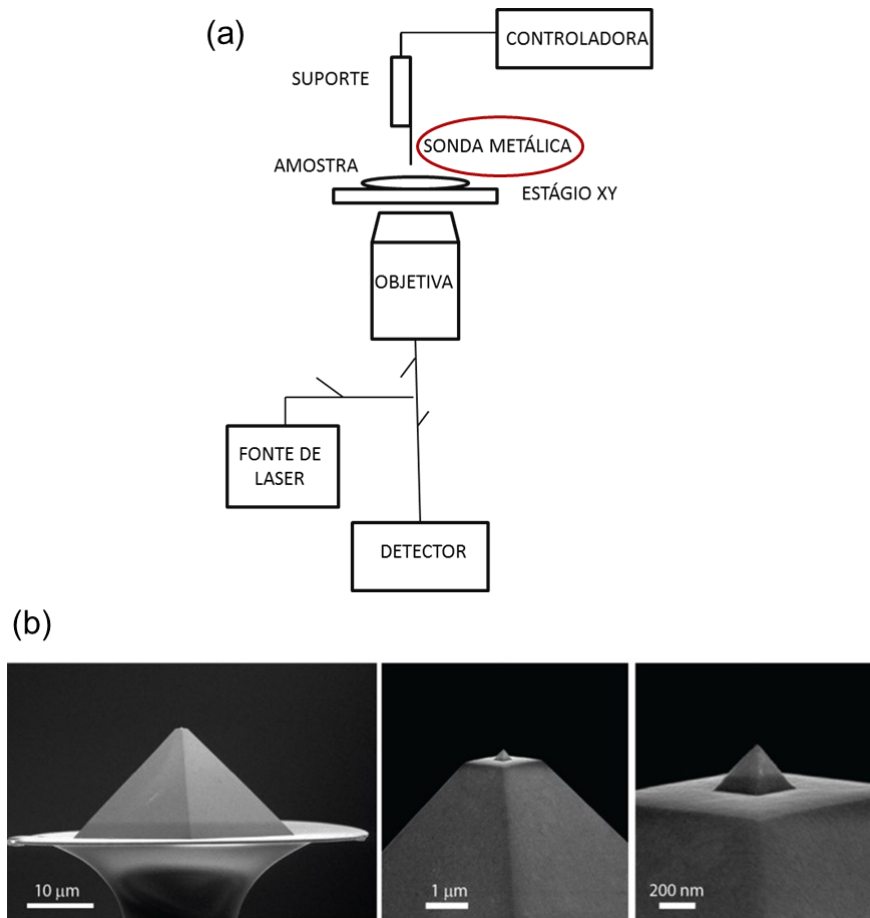 (a)
CONTROLADORA
SUPORTE
SONDA METÁLICA
AMOSTRA
ESTÁGIO XY
OBJETIVA
FONTE DE
LASER
DETECTOR
(b)
10 µm
1 µm
200 nm